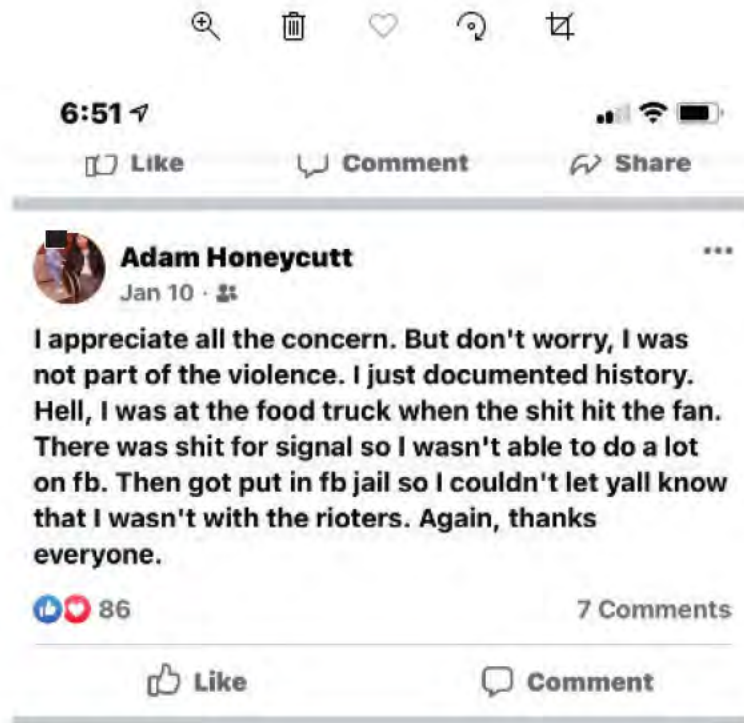 6:51
Like Comment Share
Adam Honeycutt
Jan 10 ·
I appreciate all the concern. But don't worry, I was
not part of the violence. I just documented history.
Hell, I was at the food truck when the shit hit the fan.
There was shit for signal so I wasn't able to do a lot
on fb. Then got put in fb jail so I couldn't let yall know
that I wasn't with the rioters. Again, thanks
everyone.
86 7 Comments
Like Comment